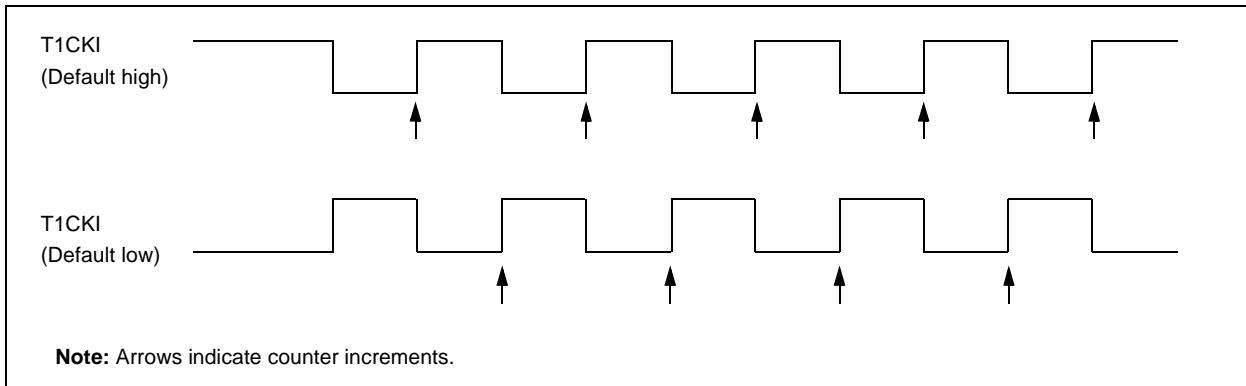 T1CKI
(Default high)
T1CKI
(Default low)
Note: Arrows indicate counter increments.